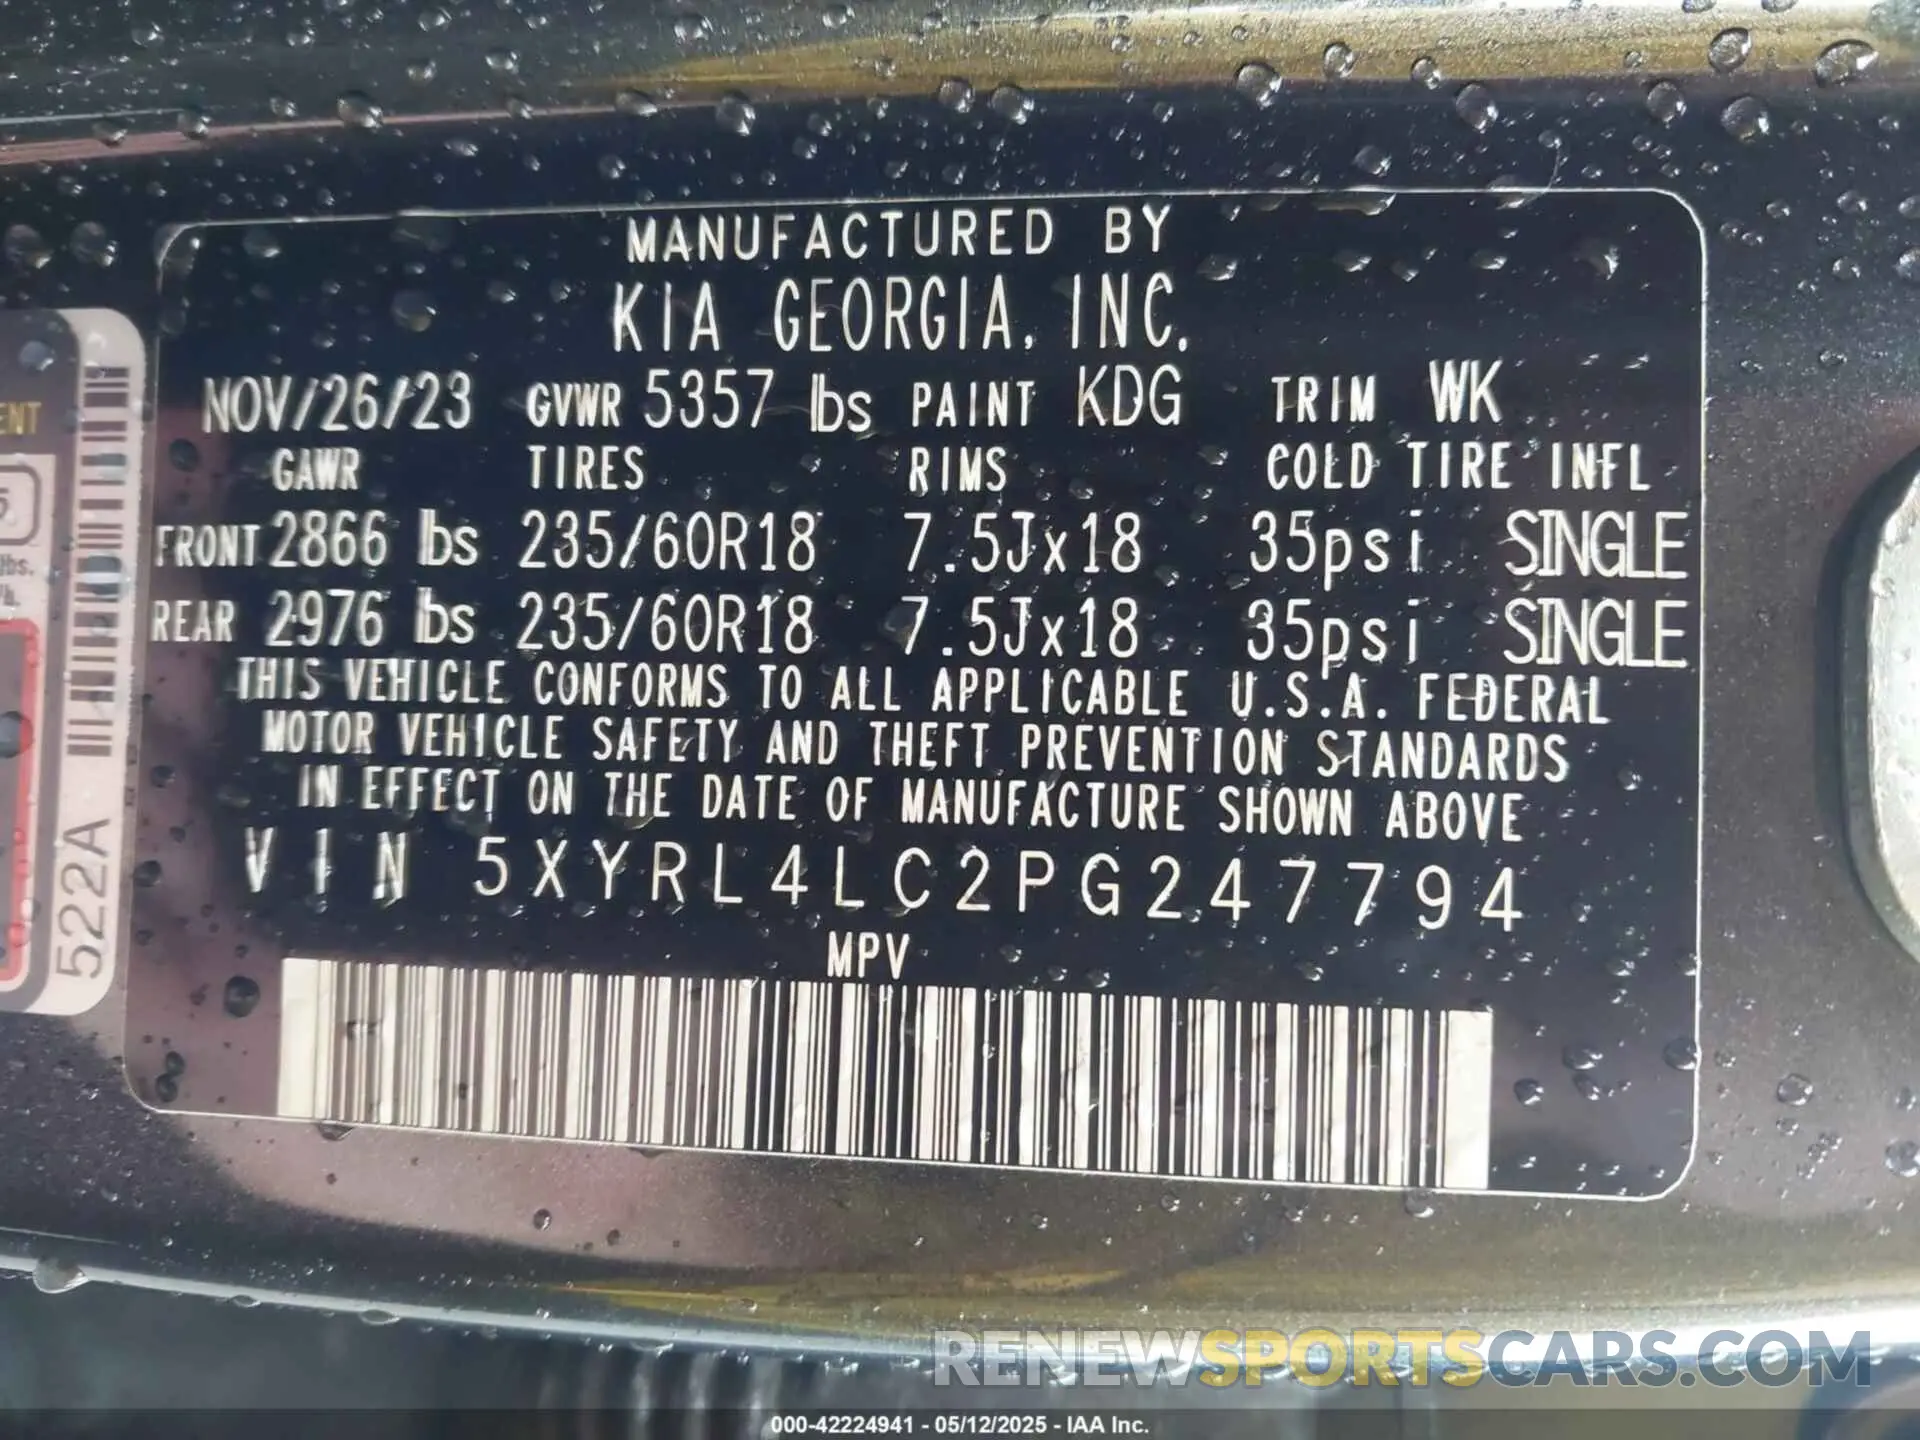 MANUFACTURED BY
KIA GEORGIA, INC.
NOV/26/23 GVWR 5357 lbs PAINT KDG TRIM WK
GAWR TIRES RIMS COLD TIRE INFL
FRONT 2866 lbs 235/60R18 7.5Jx18 35psi SINGLE
REAR 2976 lbs 235/60R18 7.5Jx18 35psi SINGLE
THIS VEHICLE CONFORMS TO ALL APPLICABLE U.S.A. FEDERAL
MOTOR VEHICLE SAFETY AND THEFT PREVENTION STANDARDS
IN EFFECT ON THE DATE OF MANUFACTURE SHOWN ABOVE
VIN 5XYRL4LC2PG247794
MPV
522A
lbs.
RENEWSPORTSCARS.COM
000-42224941 - 05/12/2025 - IAA Inc.